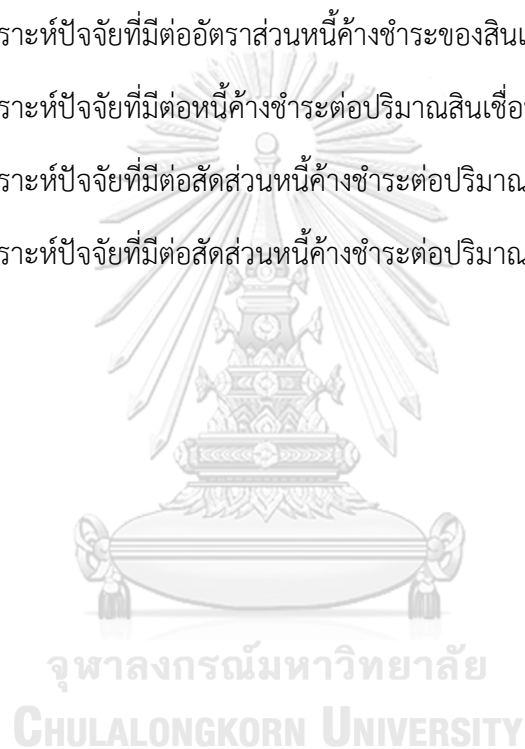 ราะห์ปัจจัยที่มีต่ออัตราส่วนหนี้ค้างชำระของสินเ
ราะห์ปัจจัยที่มีต่อหนี้ค้างชำระต่อปริมาณสินเชื่อ
ราะห์ปัจจัยที่มีต่อสัดส่วนหนี้ค้างชำระต่อปริมาณ
ราะห์ปัจจัยที่มีต่อสัดส่วนหนี้ค้างชำระต่อปริมาณ
จุฬาลงกรณ์มหาวิทยาลัย
CHULALONGKORN UNIVERSITY